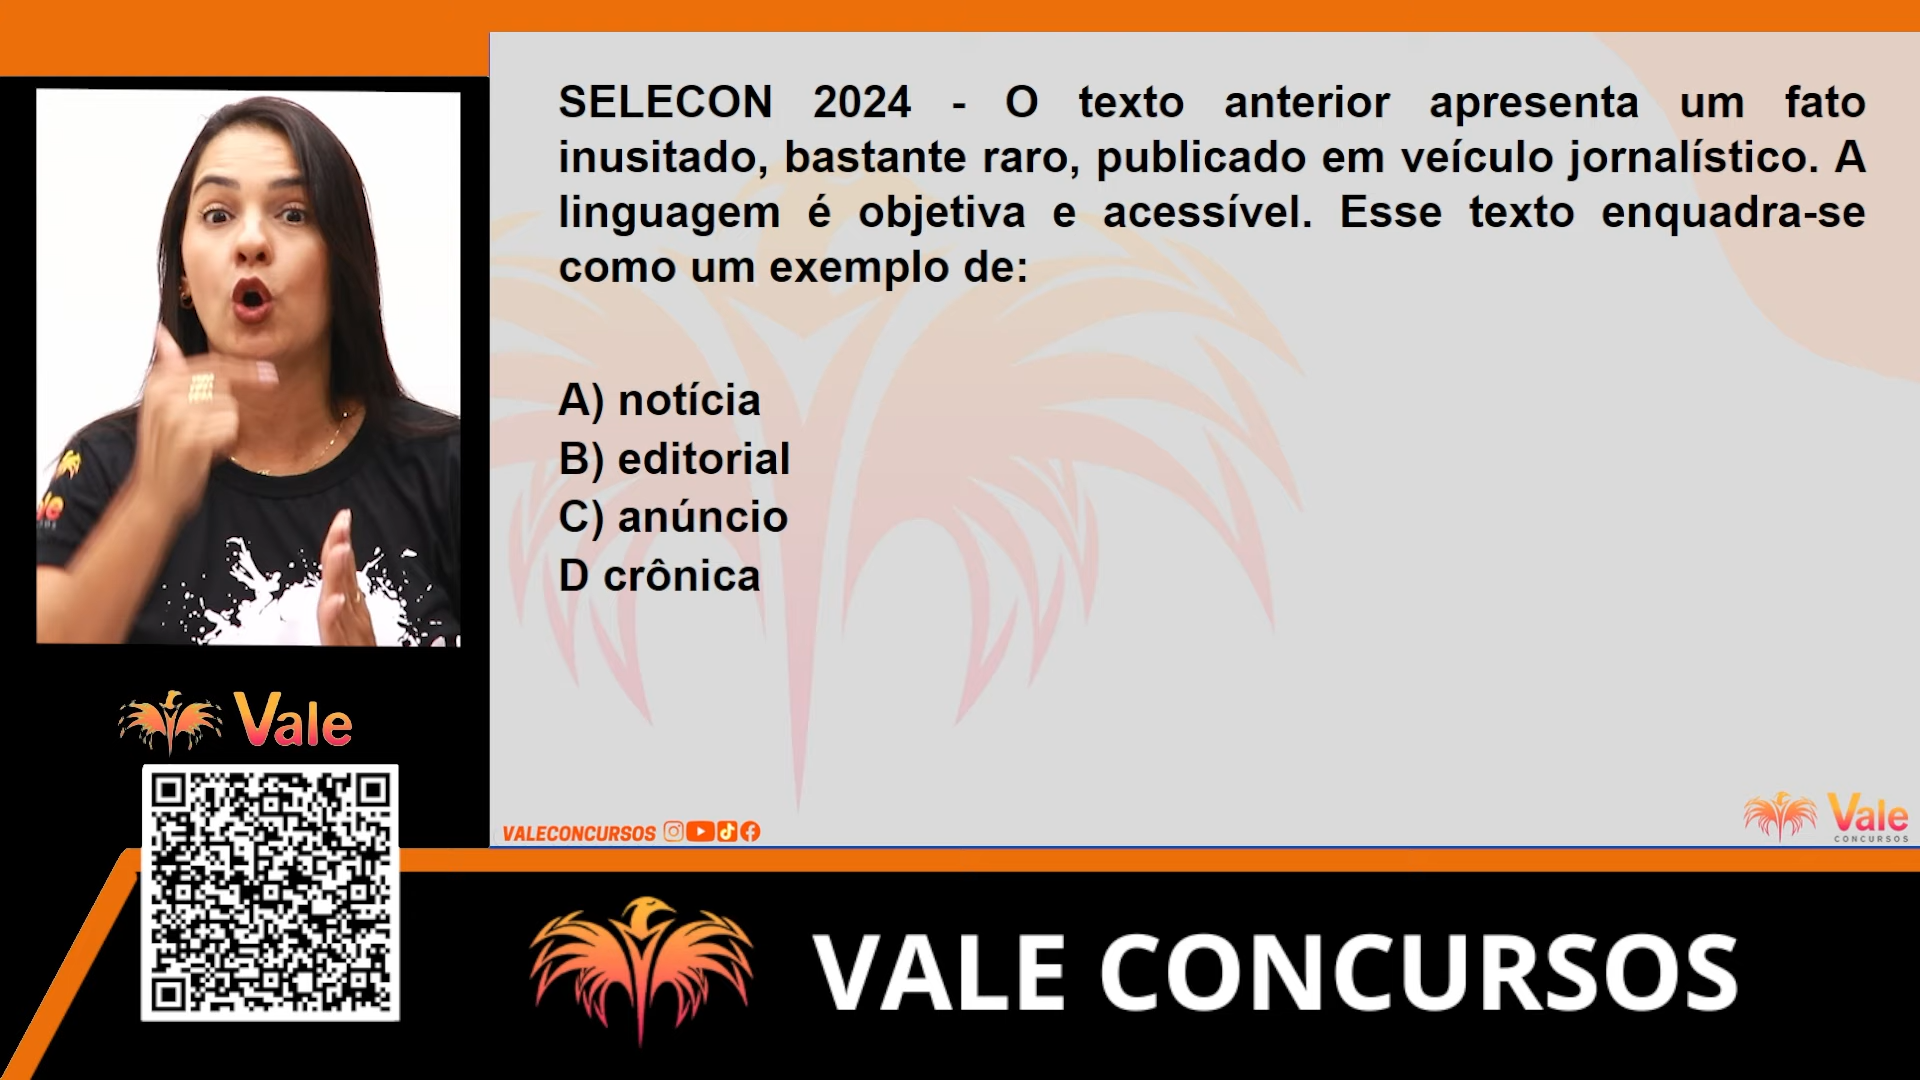 SELECON 2024 - O texto anterior apresenta um fato
inusitado, bastante raro, publicado em veículo jornalístico. A
linguagem é objetiva e acessível. Esse texto enquadra-se
como um exemplo de:
A) notícia
B) editorial
C) anúncio
D crônica
Vale
VALECONCURSOS
Vale
CONCURSOS
VALE CONCURSOS